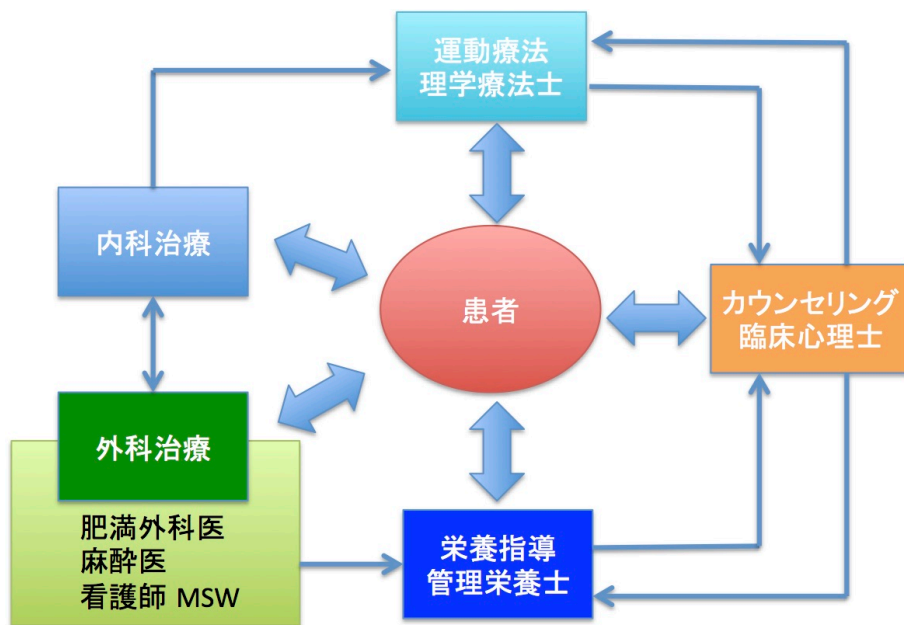 運動療法
理学療法士
内科治療
患者
カウンセリング
臨床心理士
外科治療
肥満外科医
麻酔医
看護師 MSW
栄養指導
管理栄養士